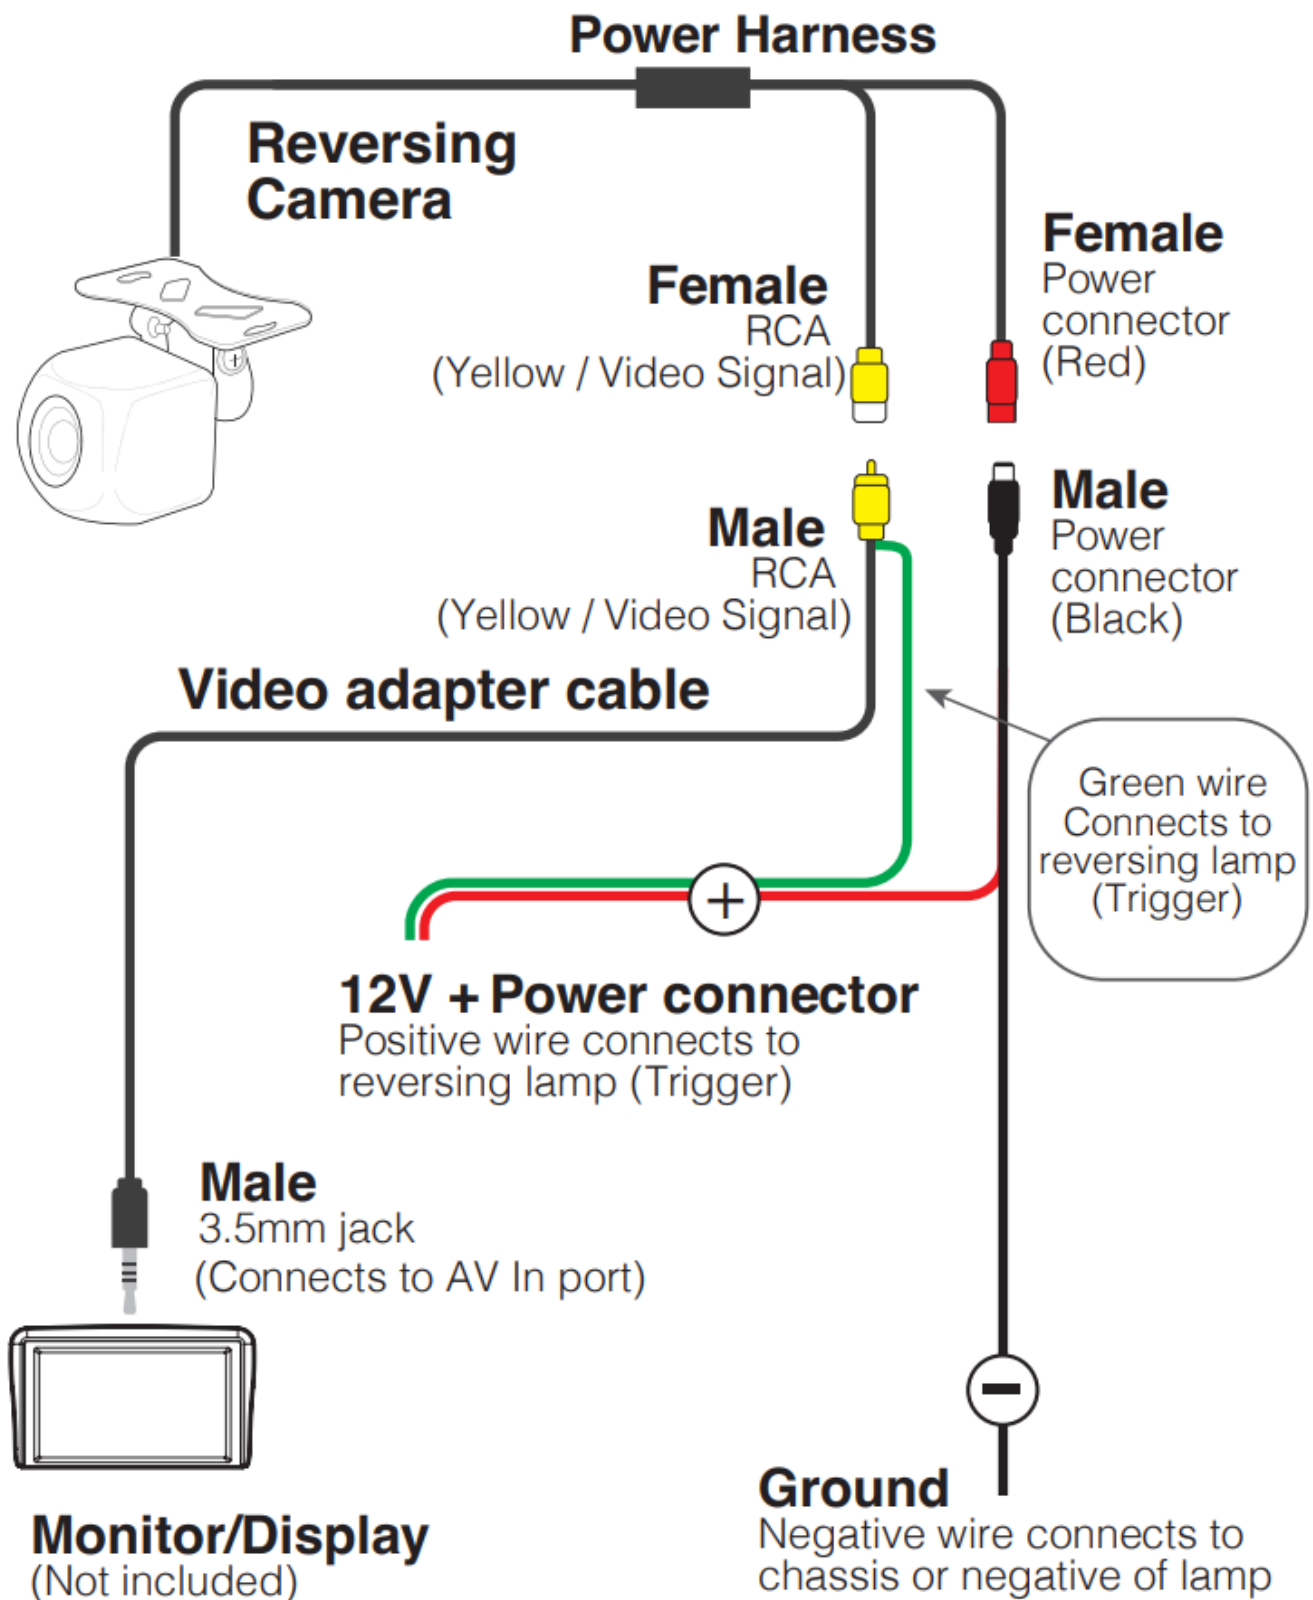 Power Harness
Reversing
Camera
Female
Power
connector
(Red)
Female
RCA
(Yellow / Video Signal)
Male
Power
connector
(Black)
Male
RCA
(Yellow / Video Signal)
Video adapter cable
Green wire
Connects to
reversing lamp
(Trigger)
+
12V + Power connector
Positive wire connects to
reversing lamp (Trigger)
Male
3.5mm jack
(Connects to AV In port)
−
Ground
Negative wire connects to
chassis or negative of lamp
Monitor/Display
(Not included)